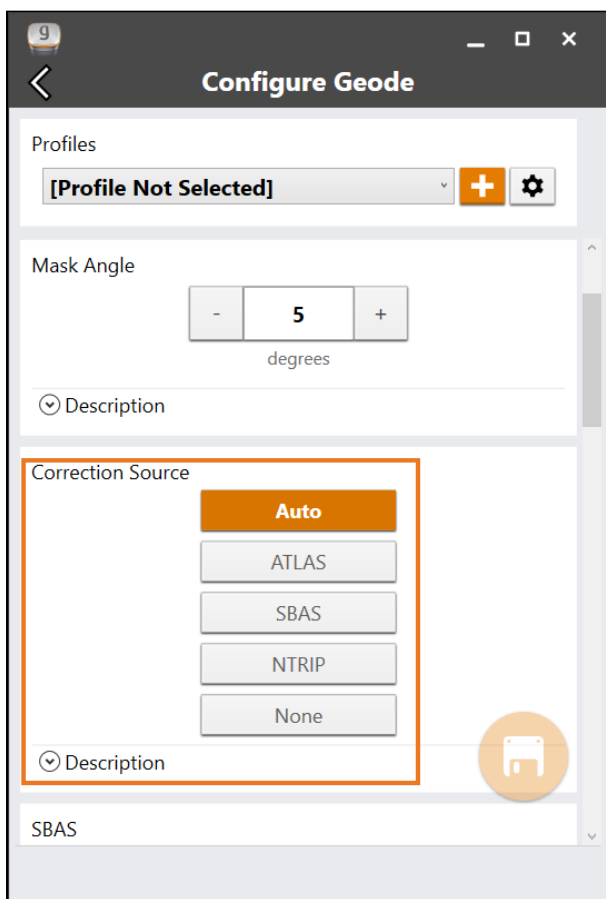 g
Configure Geode
Profiles
[Profile Not Selected]
Mask Angle
- 5 +
degrees
Description
Correction Source
Auto
ATLAS
SBAS
NTRIP
None
Description
SBAS